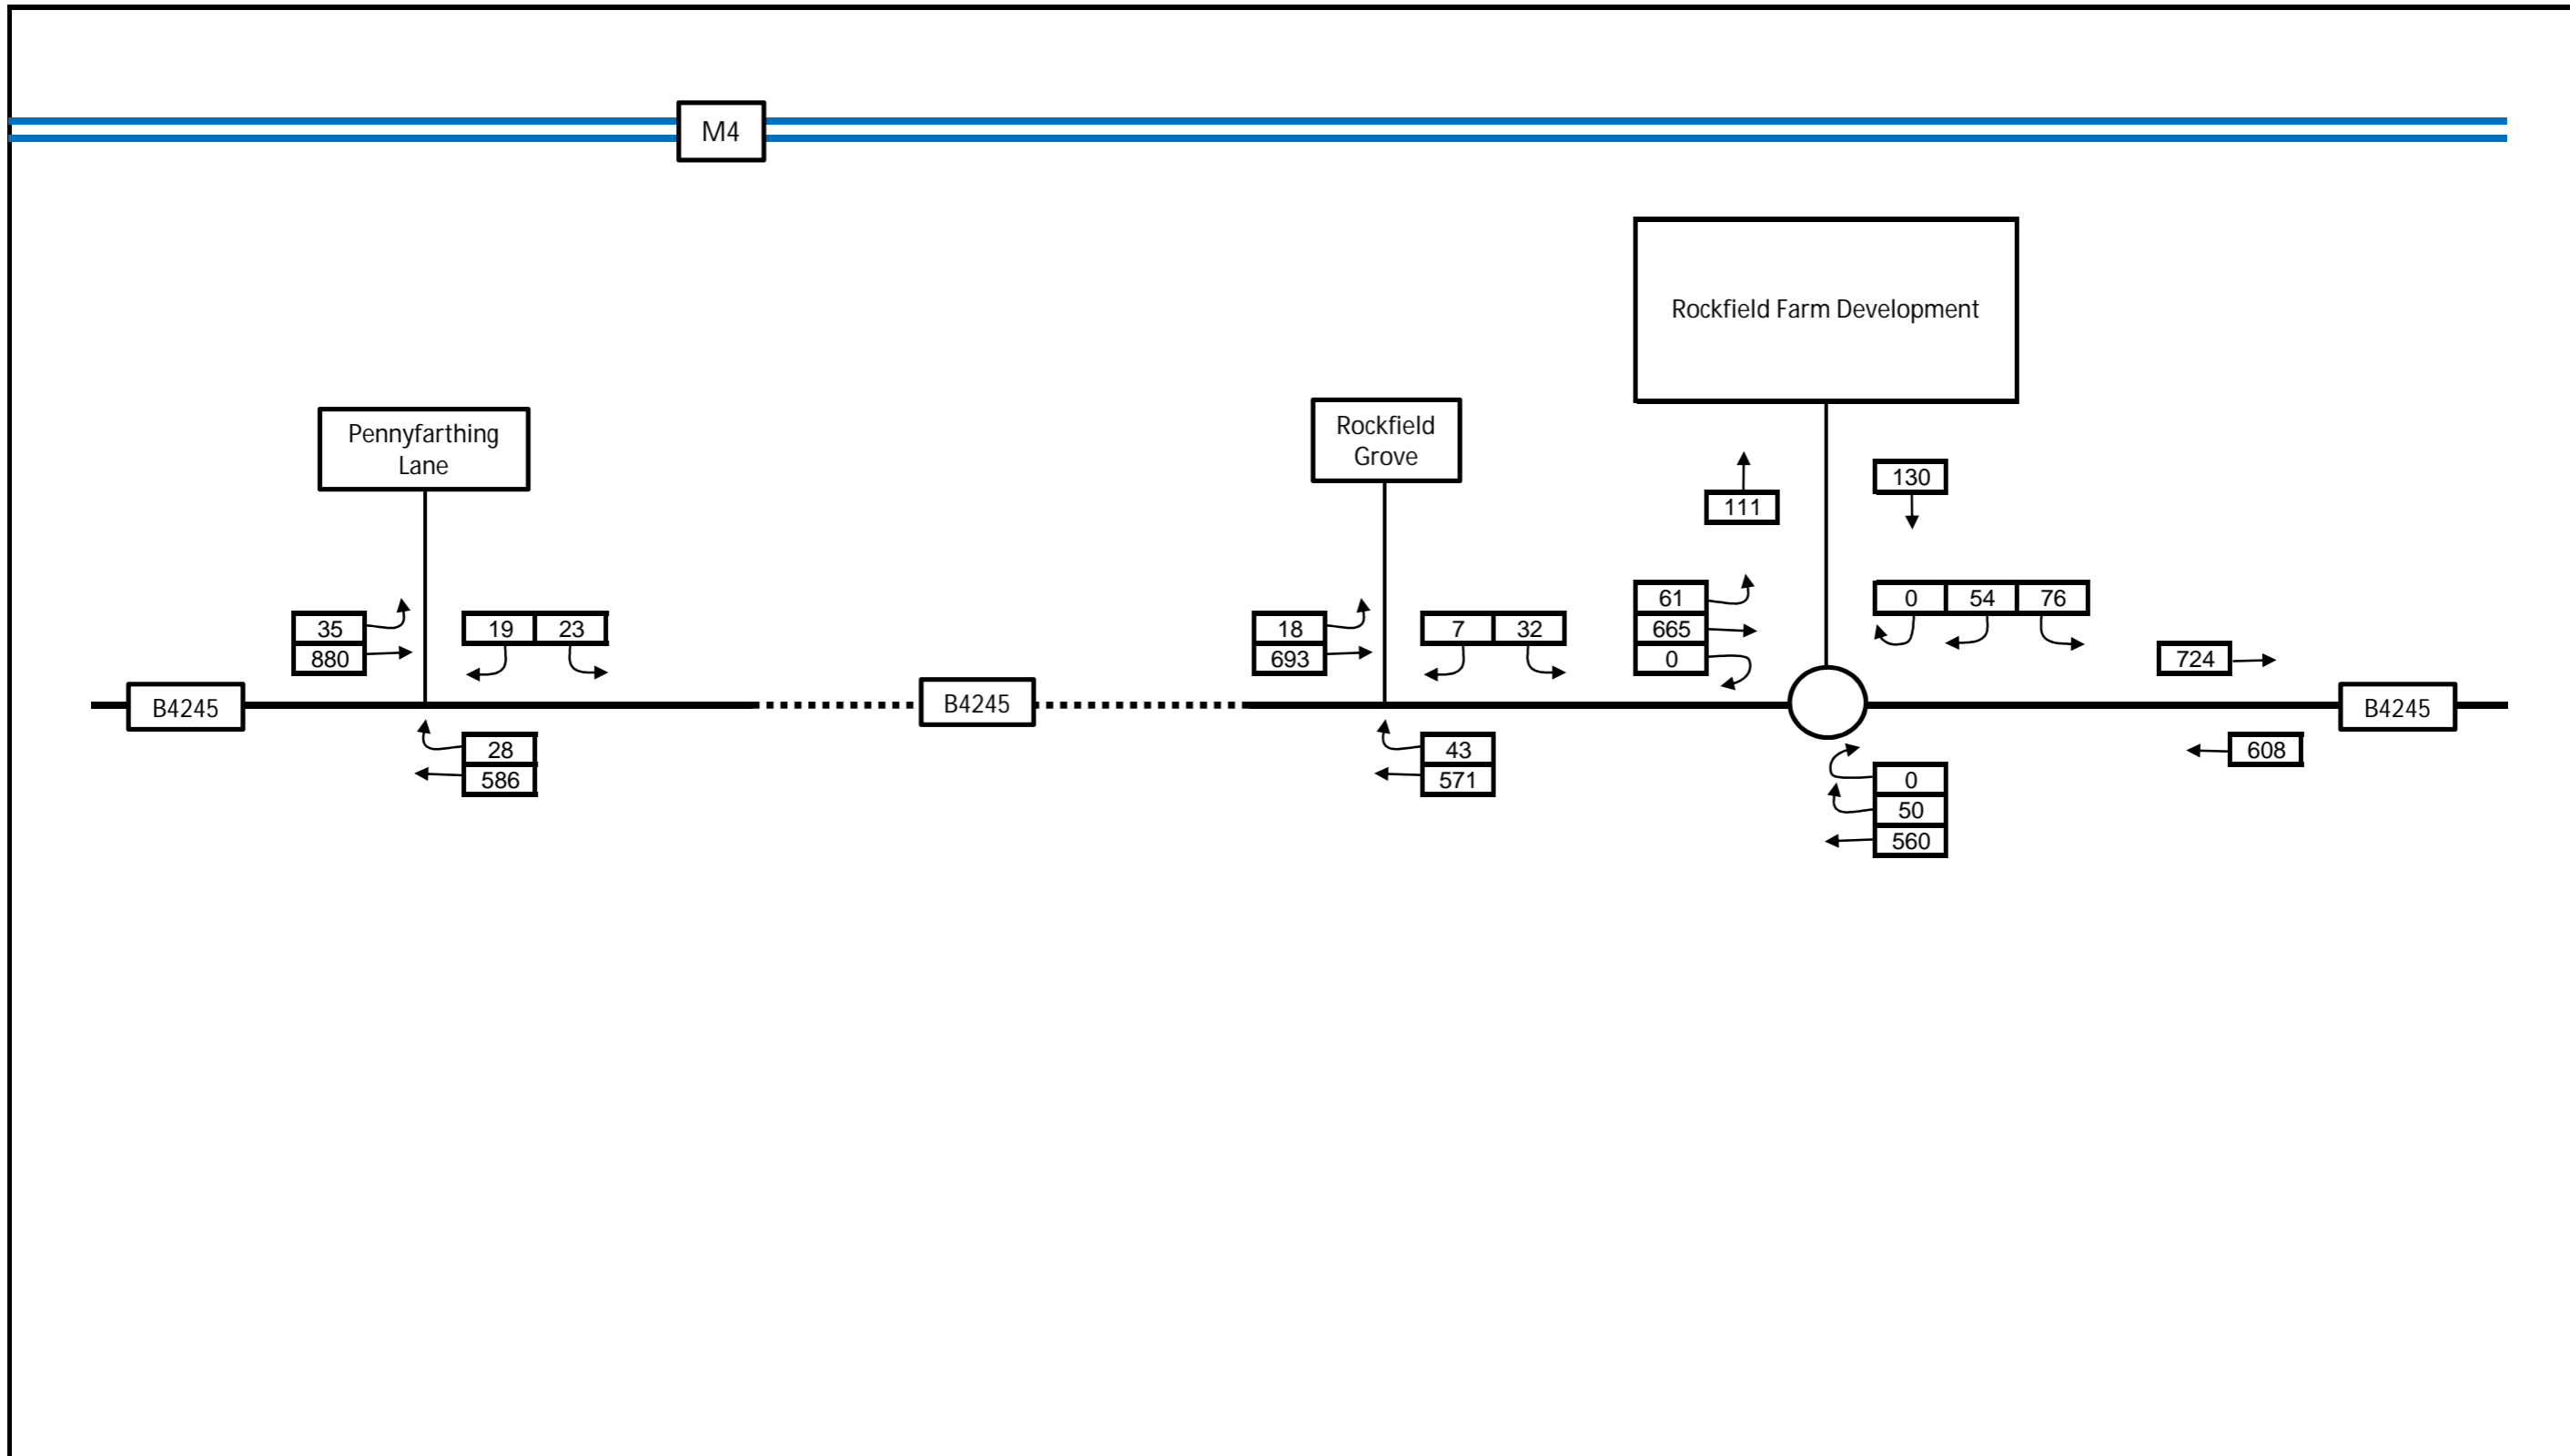 M4
Rockfield Farm Development
Pennyfarthing
Lane
Rockfield
Grove
130
111
61
665
0
0 54 76
35
880
19 23
18
693
7 32
724
B4245
B4245
B4245
28
586
43
571
608
0
50
560